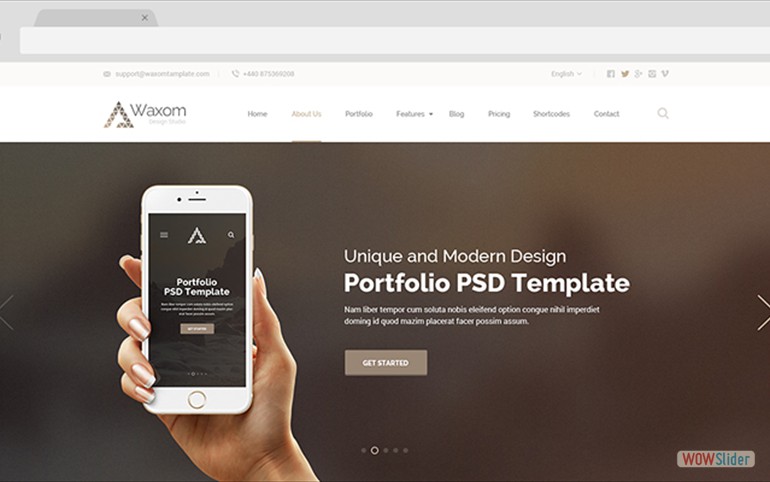 support@waxomtamplate.com
+440 875369208
English
Waxom
Design Studio
Home
About Us
Portfolio
Features
Blog
Pricing
Shortcodes
Contact
Portfolio
PSD Template
Unique and Modern Design
Portfolio PSD Template
Nam liber tempor cum soluta nobis eleifend option congue nihil imperdiet
doming id quod mazim placerat facer possim assum.
GET STARTED
GET STARTED
WOWSlider